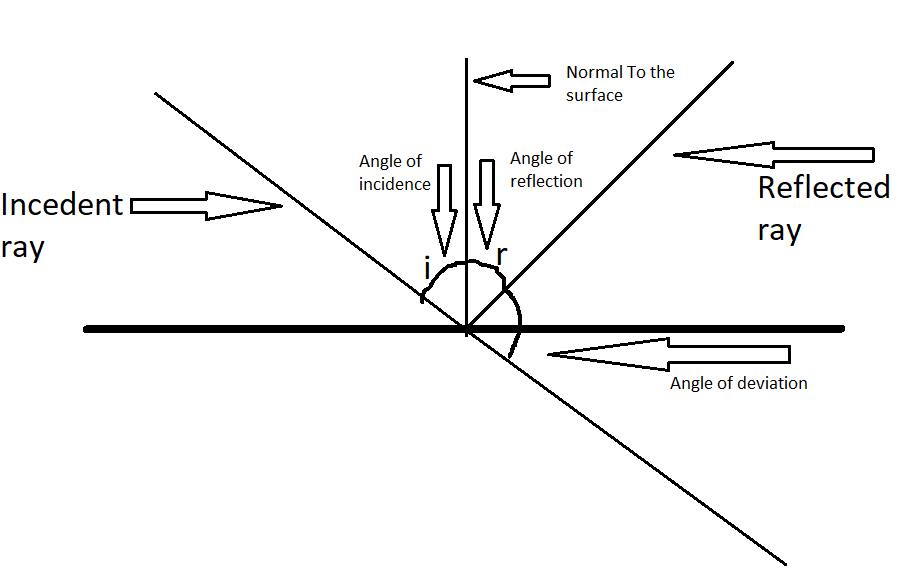 Normal To the
surface
Angle of
incidence
Angle of
reflection
Incedent
ray
Reflected
ray
i
r
Angle of deviation